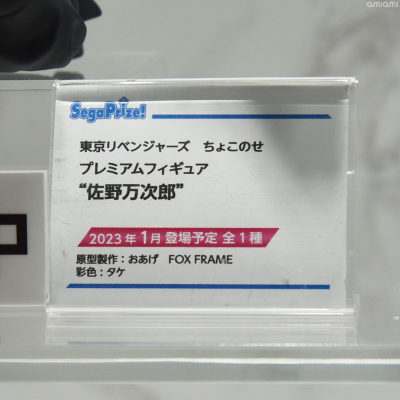 amiami
SegaPrize!
東京リベンジャーズ ちょこのせ
プレミアムフィギュア
“佐野万次郎”
2023年1月登場予定 全1種
原型製作：おあげ FOX FRAME
彩色：タケ